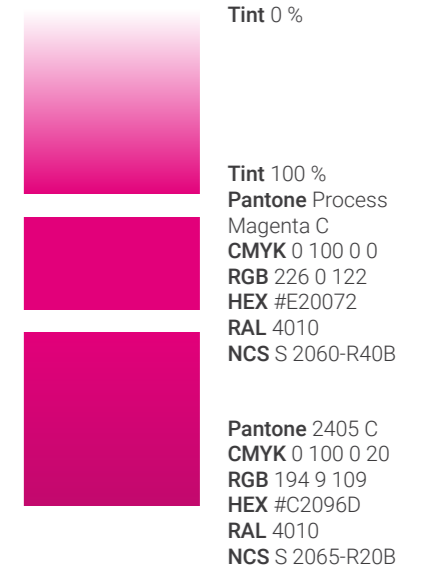 Tint 0 %
Tint 100 %
Pantone Process
Magenta C
CMYK 0 100 0 0
RGB 226 0 122
HEX #E20072
RAL 4010
NCS S 2060-R40B
Pantone 2405 C
CMYK 0 100 0 20
RGB 194 9 109
HEX #C2096D
RAL 4010
NCS S 2065-R20B